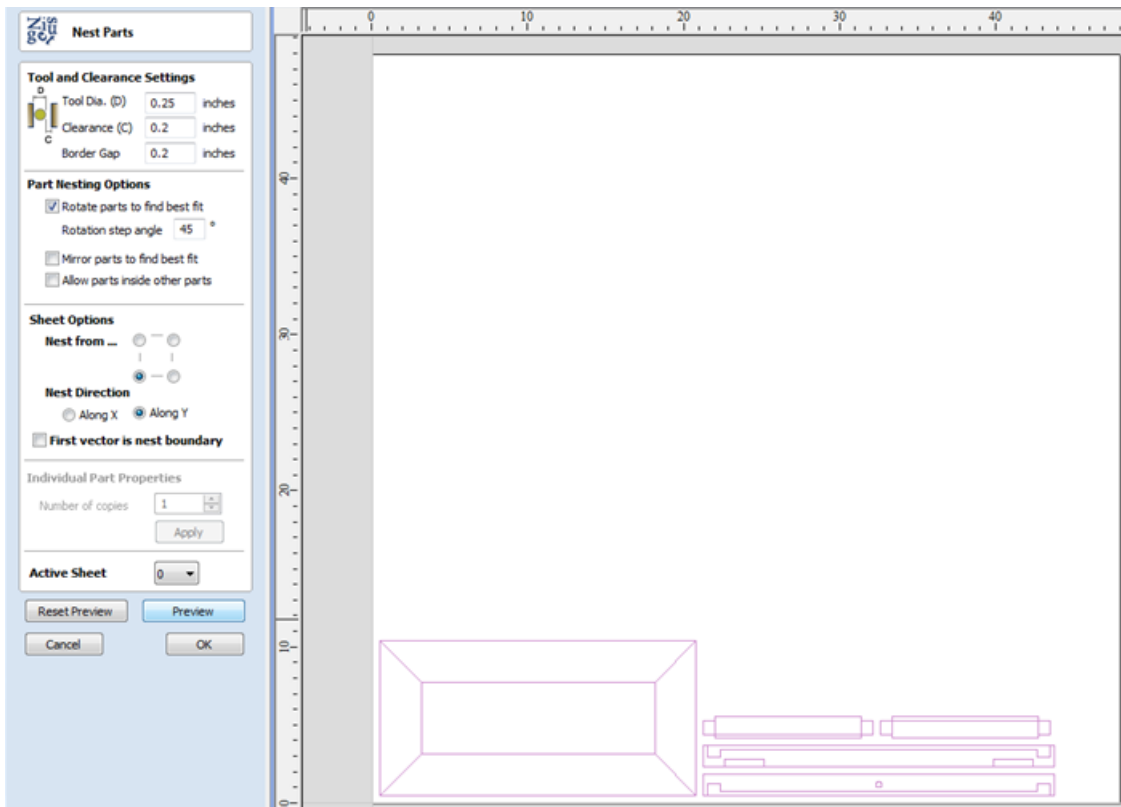 Nest Parts
Tool and Clearance Settings
D
Tool Dia. (D) 0.25 inches
Clearance (C) 0.2 inches
C
Border Gap 0.2 inches
Part Nesting Options
Rotate parts to find best fit
Rotation step angle 45 °
Mirror parts to find best fit
Allow parts inside other parts
Sheet Options
Nest from ...
Nest Direction
Along X Along Y
First vector is nest boundary
Individual Part Properties
Number of copies 1
Apply
Active Sheet 0
Reset Preview Preview
Cancel OK
0 10 20 30 40
40
30
20
10
0